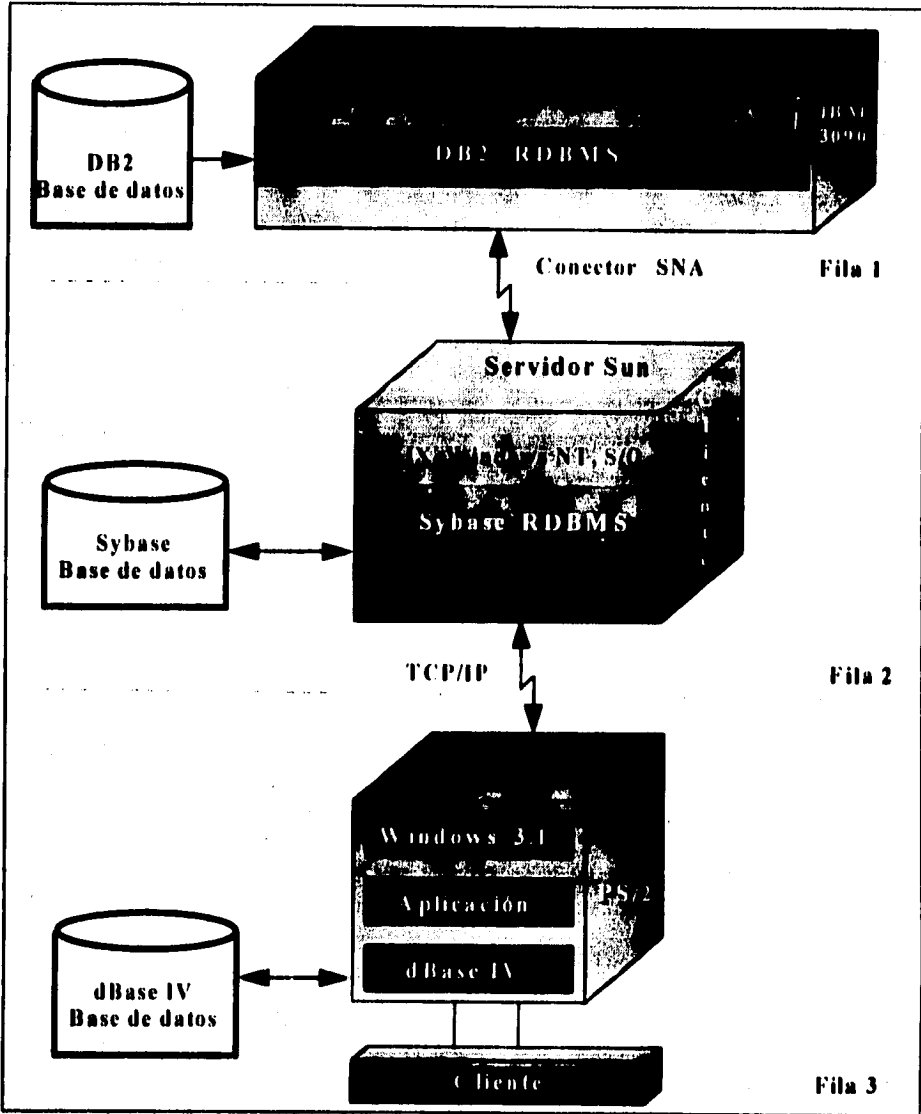 DB2
Base de datos
DB2 RDBMS
3090
Conector SNA
Fila 1
Servidor Sun
NT, S/O
Sybase RDBMS
Sybase
Base de datos
TCP/IP
Fila 2
Windows 3.1
Aplicación
PS/2
dBase IV
dBase IV
Base de datos
Cliente
Fila 3